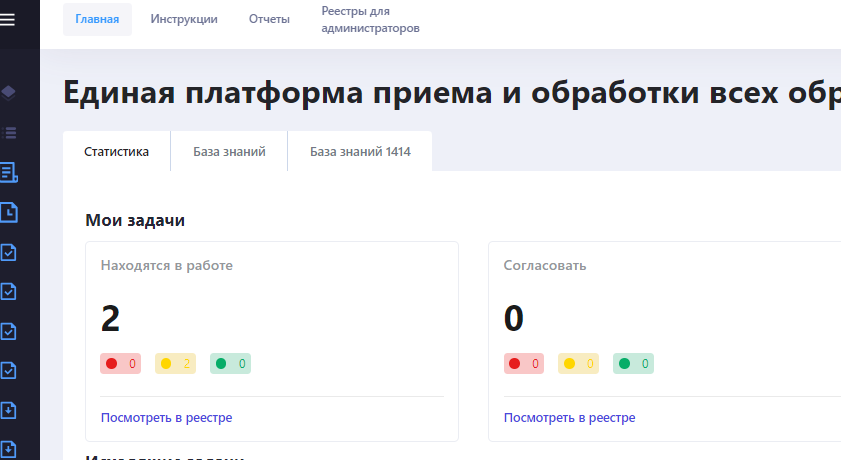 Главная
Инструкции
Отчеты
Реестры для
администраторов
Единая платформа приема и обработки всех обр
Статистика
База знаний
База знаний 1414
Мои задачи
Находятся в работе
2
0
2
0
Посмотреть в реестре
Согласовать
0
0
0
0
Посмотреть в реестре